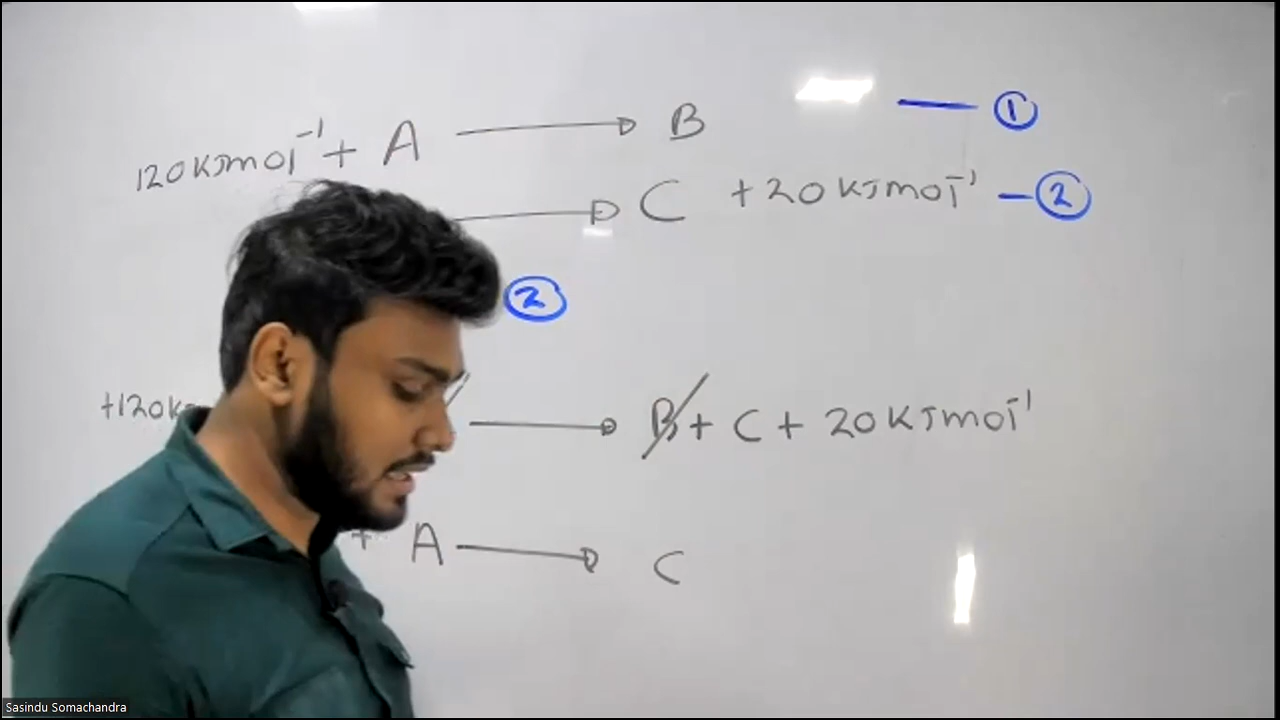 120KJmol⁻¹ + A → B — ①
→ C + 20KJmol⁻¹ — ②
②
+120K → B + C + 20KJmol⁻¹
+ A → C
Sasindu Somachandra